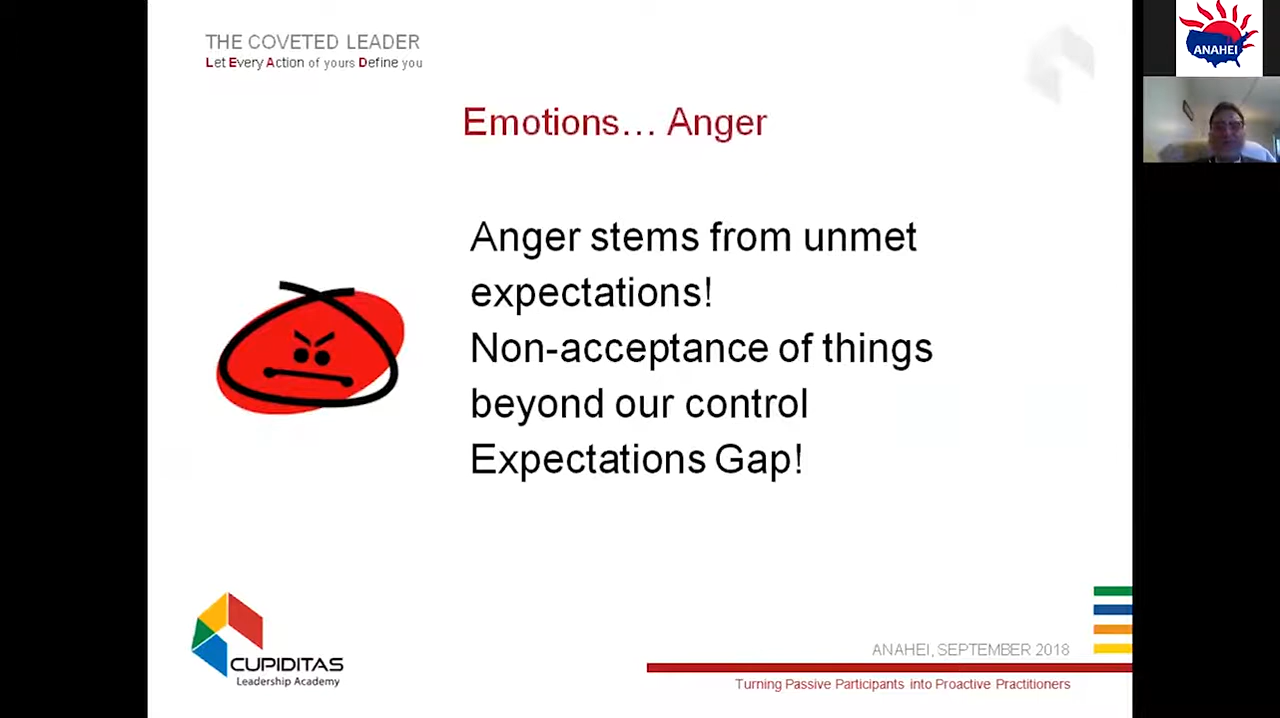 THE COVETED LEADER
Let Every Action of yours Define you
Emotions... Anger
Anger stems from unmet
expectations!
Non-acceptance of things
beyond our control
Expectations Gap!
CUPIDITAS
Leadership Academy
ANAHEI, SEPTEMBER 2018
Turning Passive Participants into Proactive Practitioners
ANAHEI